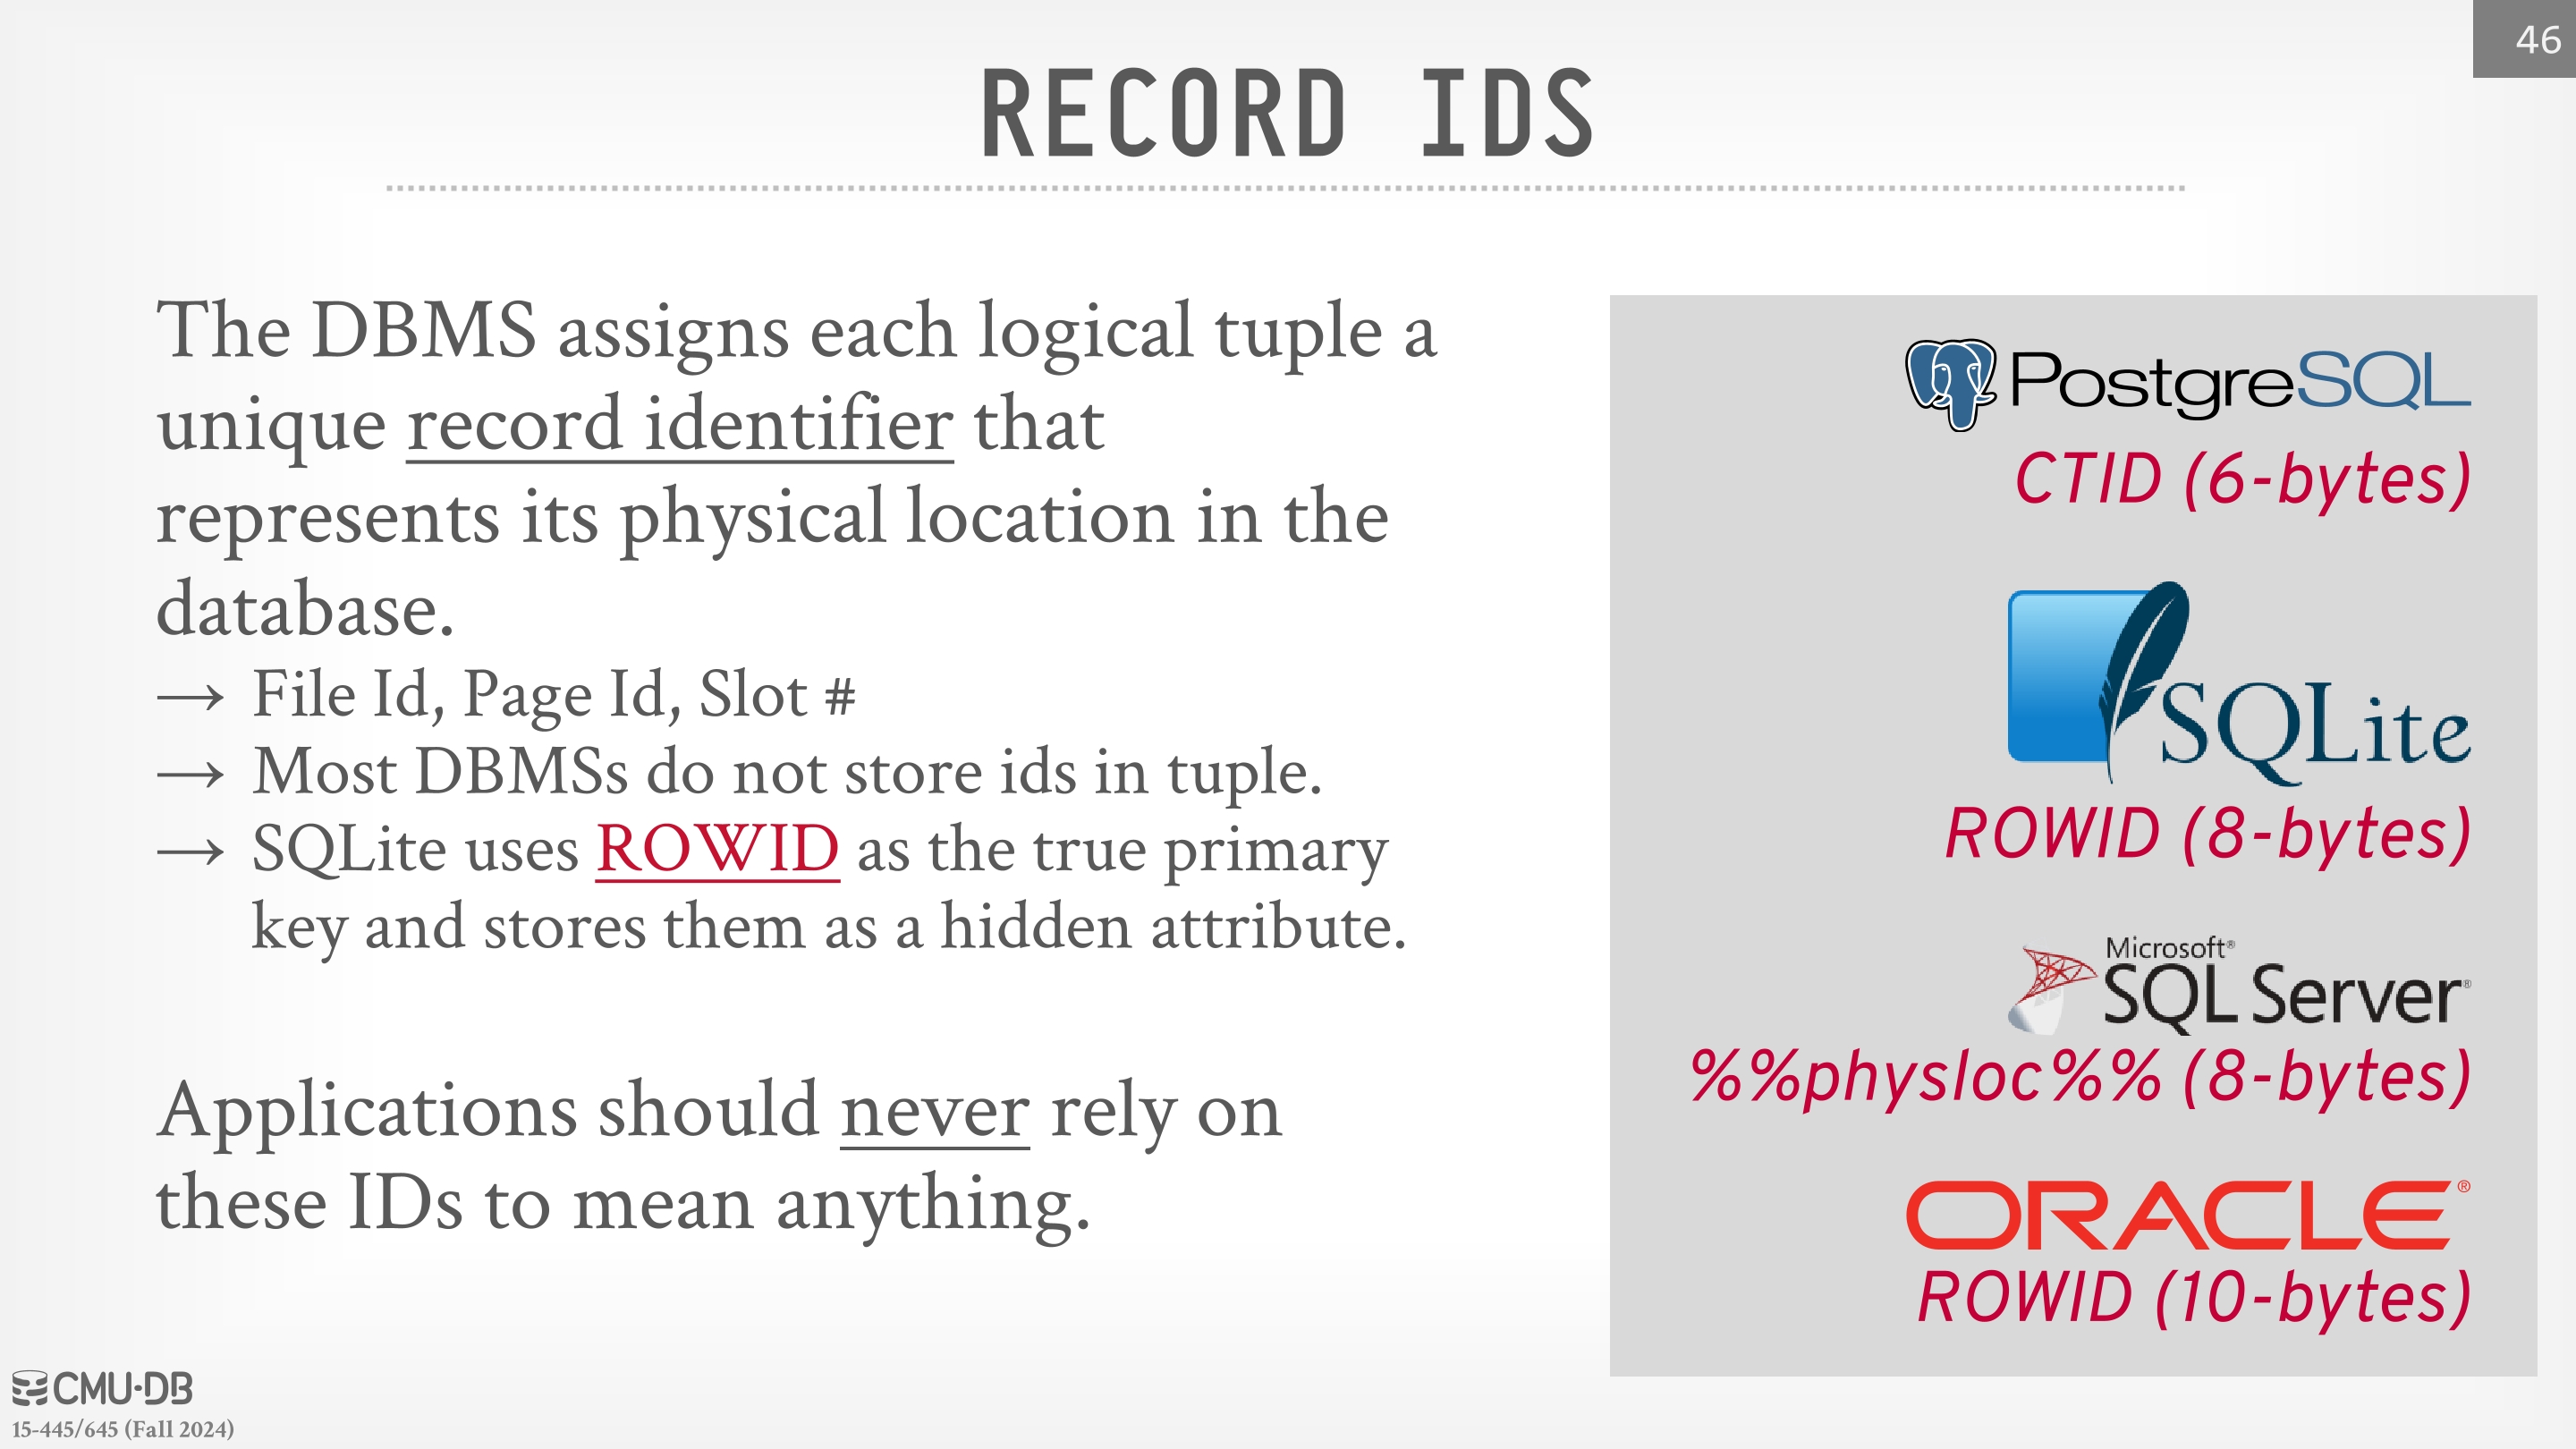 46
RECORD IDS
The DBMS assigns each logical tuple a
unique record identifier that
represents its physical location in the
database.
→ File Id, Page Id, Slot #
→ Most DBMSs do not store ids in tuple.
→ SQLite uses ROWID as the true primary
key and stores them as a hidden attribute.
Applications should never rely on
these IDs to mean anything.
PostgreSQL
CTID (6-bytes)
SQLite
ROWID (8-bytes)
Microsoft®
SQL Server®
%%physloc%% (8-bytes)
ORACLE®
ROWID (10-bytes)
CMU·DB
15-445/645 (Fall 2024)